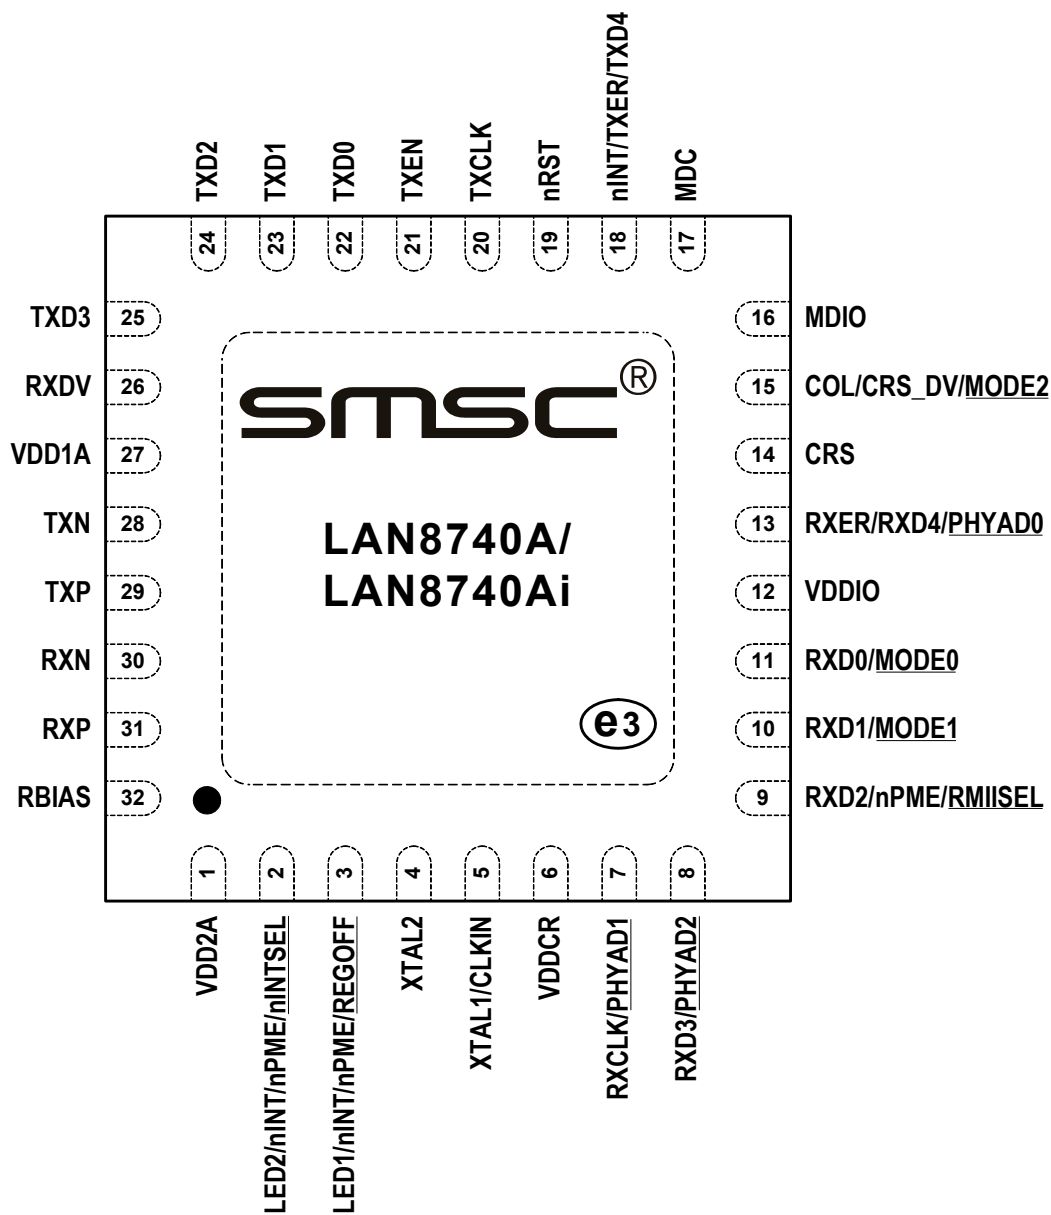 TXD2
TXD1
TXD0
TXEN
TXCLK
nRST
nINT/TXER/TXD4
MDC
24
23
22
21
20
19
18
17
TXD3 25
16 MDIO
RXDV 26
15 COL/CRS_DV/MODE2
VDD1A 27
14 CRS
TXN 28
13 RXER/RXD4/PHYAD0
TXP 29
12 VDDIO
RXN 30
11 RXD0/MODE0
RXP 31
10 RXD1/MODE1
RBIAS 32
9 RXD2/nPME/RMIISEL
SMSC®
LAN8740A/
LAN8740Ai
e3
1
2
3
4
5
6
7
8
VDD2A
LED2/nINT/nPME/nINTSEL
LED1/nINT/nPME/REGOFF
XTAL2
XTAL1/CLKIN
VDDCR
RXCLK/PHYAD1
RXD3/PHYAD2